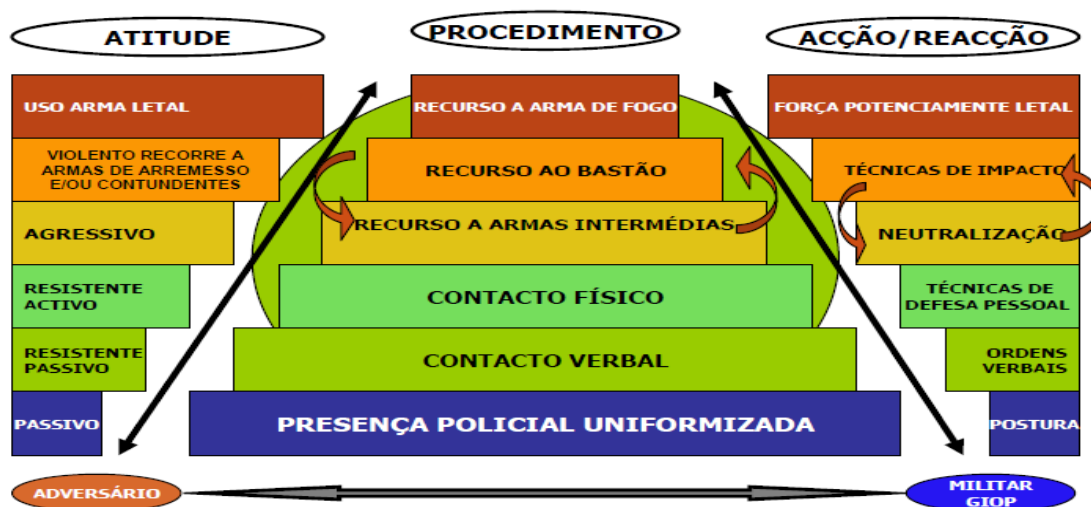 ATITUDE
PROCEDIMENTO
ACÇÃO/REACÇÃO
USO ARMA LETAL
RECURSO A ARMA DE FOGO
FORÇA POTENCIAMENTE LETAL
VIOLENTO RECORRE A
ARMAS DE ARREMESSO
E/OU CONTUNDENTES
RECURSO AO BASTÃO
TÉCNICAS DE IMPACTO
AGRESSIVO
RECURSO A ARMAS INTERMÉDIAS
NEUTRALIZAÇÃO
RESISTENTE
ACTIVO
CONTACTO FÍSICO
TÉCNICAS DE
DEFESA PESSOAL
RESISTENTE
PASSIVO
CONTACTO VERBAL
ORDENS
VERBAIS
PASSIVO
PRESENÇA POLICIAL UNIFORMIZADA
POSTURA
ADVERSÁRIO
MILITAR
GIOP